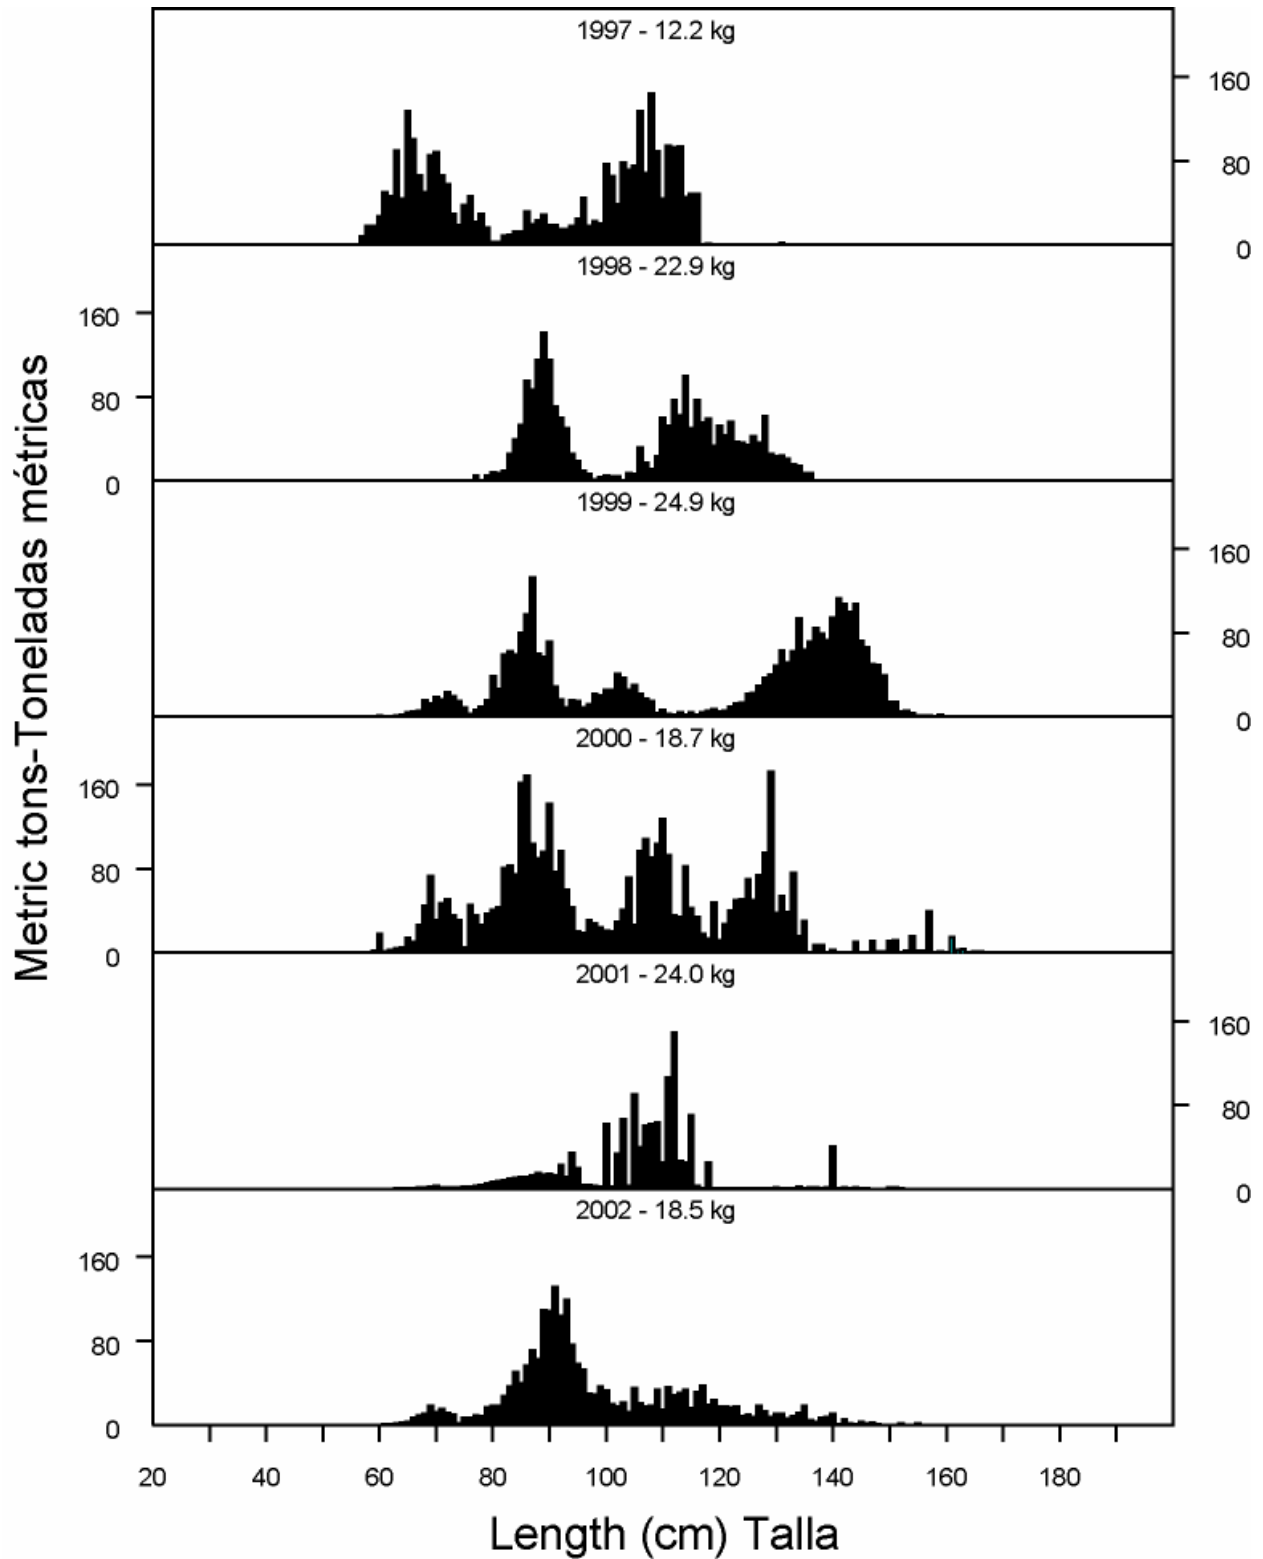 1997 - 12.2 kg
160
80
0
1998 - 22.9 kg
160
80
0
1999 - 24.9 kg
160
80
0
2000 - 18.7 kg
160
80
0
2001 - 24.0 kg
160
80
0
2002 - 18.5 kg
160
80
0
Metric tons-Toneladas métricas
20 40 60 80 100 120 140 160 180
Length (cm) Talla